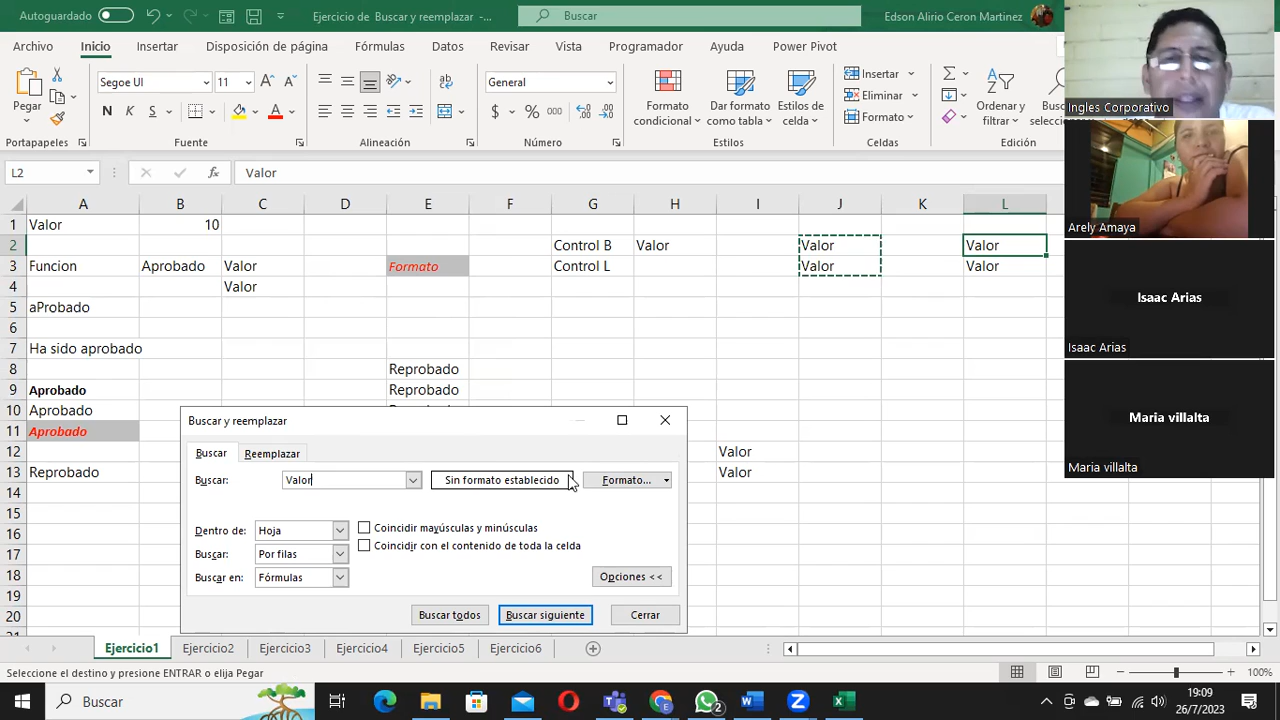 Autoguardado
Ejercicio de Buscar y reemplazar -...
Buscar
Edson Alirio Ceron Martinez
Archivo Inicio Insertar Disposición de página Fórmulas Datos Revisar Vista Programador Ayuda Power Pivot
Pegar
Segoe UI 11
N K S
General
$ % 000
Formato condicional
Dar formato como tabla
Estilos de celda
Insertar
Eliminar
Formato
Ordenar y
Portapapeles Fuente Alineación Número Estilos Celdas Edición
L2 fx Valor
A B C D E F G H I J K L
1 Valor 10
2 Control B Valor Valor Valor
3 Funcion Aprobado Valor Formato Control L Valor Valor
4 Valor
5 aProbado
6
7 Ha sido aprobado
8 Reprobado
9 Aprobado Reprobado
10 Aprobado
11 Aprobado
12 Valor
13 Reprobado Valor
14
15
16
17
18
19
20
Buscar y reemplazar
Buscar Reemplazar
Buscar: Valor Sin formato establecido Formato...
Dentro de: Hoja Coincidir mayúsculas y minúsculas
Buscar: Por filas Coincidir con el contenido de toda la celda
Buscar en: Fórmulas Opciones <<
Buscar todos Buscar siguiente Cerrar
Ejercicio1 Ejercicio2 Ejercicio3 Ejercicio4 Ejercicio5 Ejercicio6
Seleccione el destino y presione ENTRAR o elija Pegar
100%
Buscar
2
19:09
26/7/2023
Ingles Corporativo
Arely Amaya
Isaac Arias
Isaac Arias
Maria villalta
Maria villalta